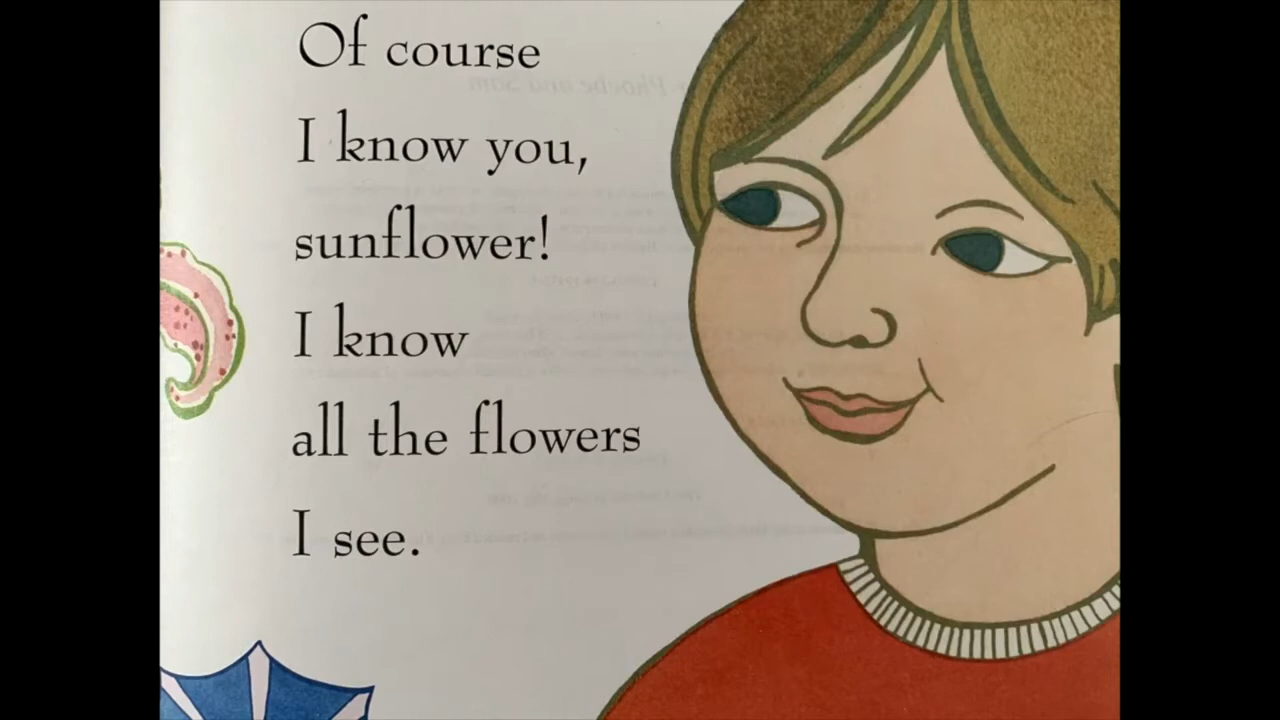 Of course
I know you,
sunflower!
I know
all the flowers
I see.